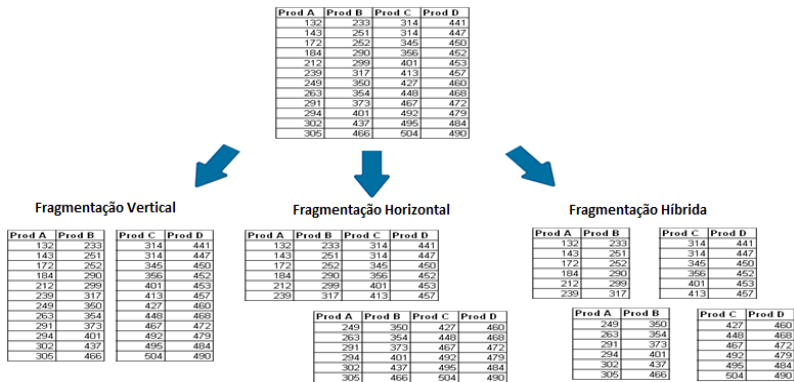 Prod A Prod B Prod C Prod D
132 233 314 441
143 251 314 447
172 252 345 450
184 290 356 452
212 299 401 453
239 317 413 457
249 350 427 460
263 354 448 468
291 373 467 472
294 401 492 479
302 437 495 484
305 466 504 490
Fragmentação Vertical
Prod A Prod B Prod C Prod D
132 233 314 441
143 251 314 447
172 252 345 450
184 290 356 452
212 299 401 453
239 317 413 457
249 350 427 460
263 354 448 468
291 373 467 472
294 401 492 479
302 437 495 484
305 466 504 490
Fragmentação Horizontal
Prod A Prod B Prod C Prod D
132 233 314 441
143 251 314 447
172 252 345 450
184 290 356 452
212 299 401 453
239 317 413 457
Prod A Prod B Prod C Prod D
249 350 427 460
263 354 448 468
291 373 467 472
294 401 492 479
302 437 495 484
305 466 504 490
Fragmentação Híbrida
Prod A Prod B
132 233
143 251
172 252
184 290
212 299
239 317
Prod C Prod D
314 441
314 447
345 450
356 452
401 453
413 457
Prod A Prod B
249 350
263 354
291 373
294 401
302 437
305 466
Prod C Prod D
427 460
448 468
467 472
492 479
495 484
504 490